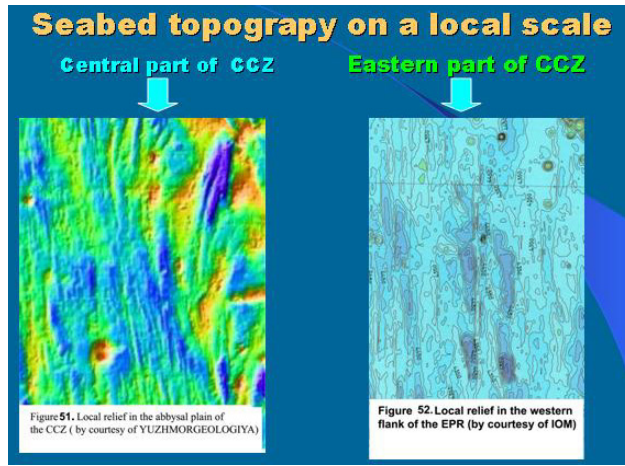 Seabed topograpy on a local scale
Central part of CCZ
Eastern part of CCZ
Figure 51. Local relief in the abbysal plain of
the CCZ ( by courtesy of YUZHMORGEOLOGIYA)
Figure 52. Local relief in the western
flank of the EPR (by courtesy of IOM)